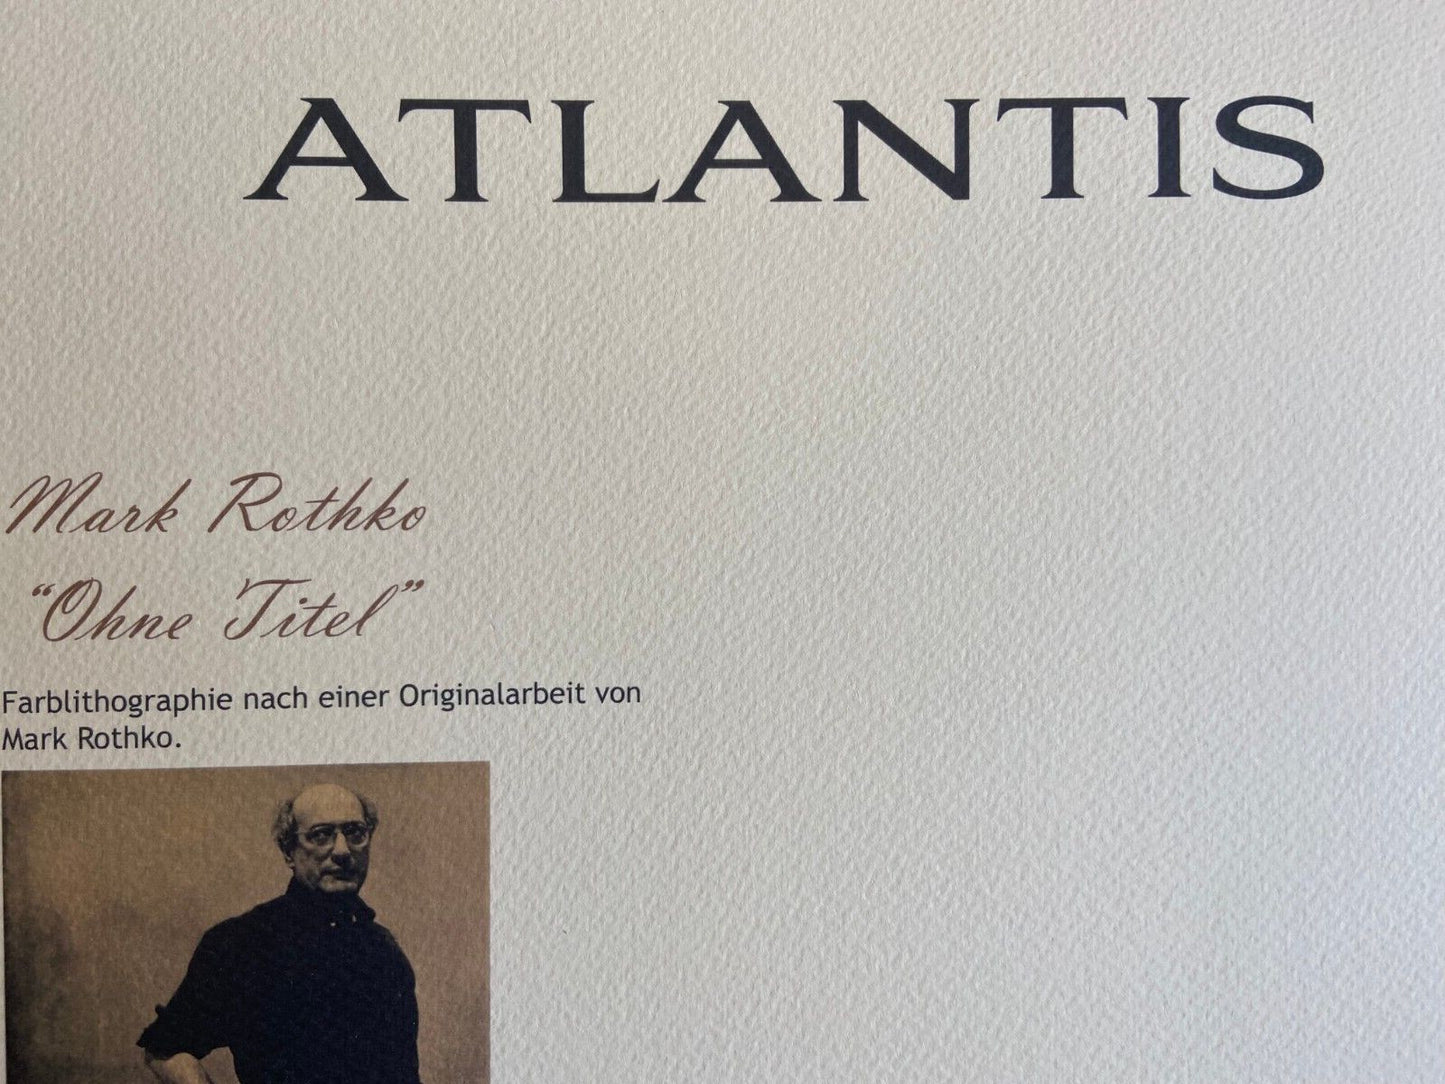 ATLANTIS
Mark Rothko
“Ohne Titel”
Farblithographie nach einer Originalarbeit von
Mark Rothko.